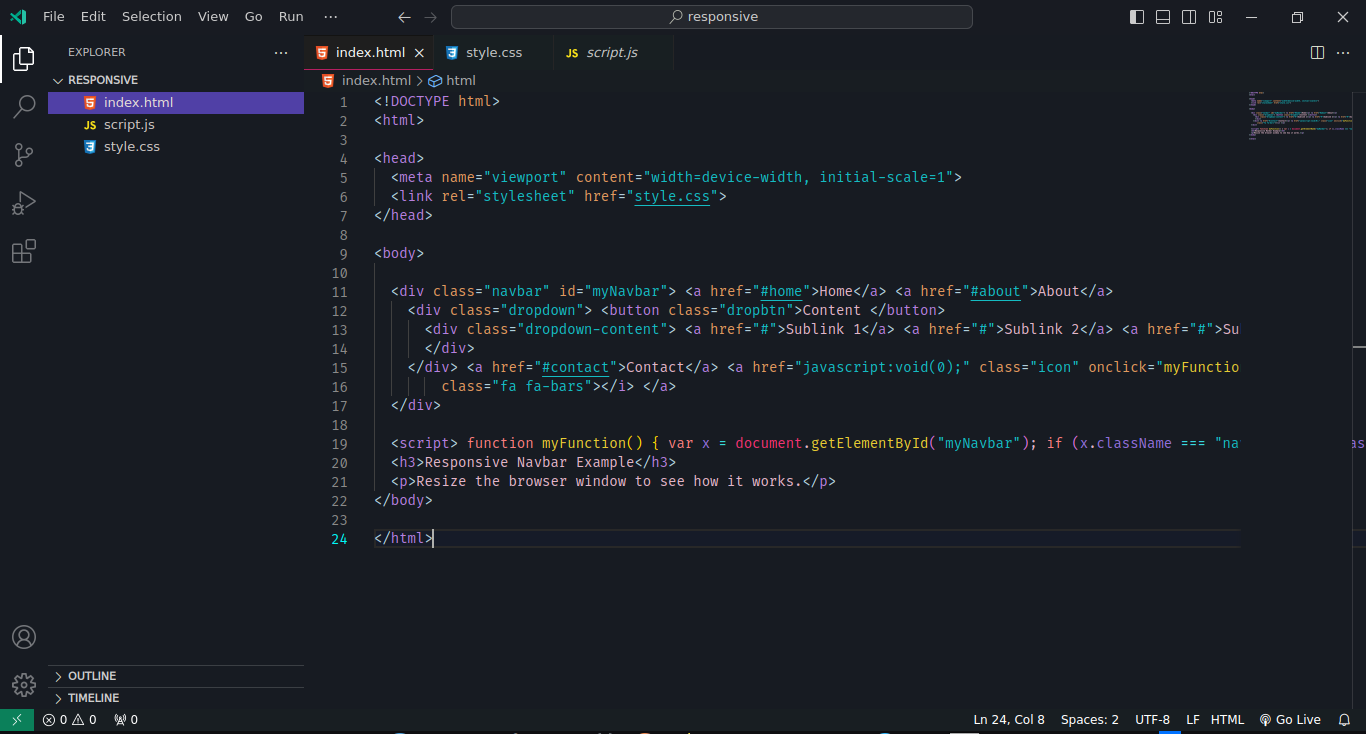 File Edit Selection View Go Run ···
responsive
EXPLORER ···
RESPONSIVE
index.html
script.js
style.css
OUTLINE
TIMELINE
index.html style.css JS script.js ···
index.html > html
1 <!DOCTYPE html>
2 <html>
3
4 <head>
5 <meta name="viewport" content="width=device-width, initial-scale=1">
6 <link rel="stylesheet" href="style.css">
7 </head>
8
9 <body>
10
11 <div class="navbar" id="myNavbar"> <a href="#home">Home</a> <a href="#about">About</a>
12 <div class="dropdown"> <button class="dropbtn">Content </button>
13 <div class="dropdown-content"> <a href="#">Sublink 1</a> <a href="#">Sublink 2</a> <a href="#">Su
14 </div>
15 </div> <a href="#contact">Contact</a> <a href="javascript:void(0);" class="icon" onclick="myFunctio
16 class="fa fa-bars"></i> </a>
17 </div>
18
19 <script> function myFunction() { var x = document.getElementById("myNavbar"); if (x.className === "na
20 <h3>Responsive Navbar Example</h3>
21 <p>Resize the browser window to see how it works.</p>
22 </body>
23
24 </html>
0 0 0 Ln 24, Col 8 Spaces: 2 UTF-8 LF HTML Go Live